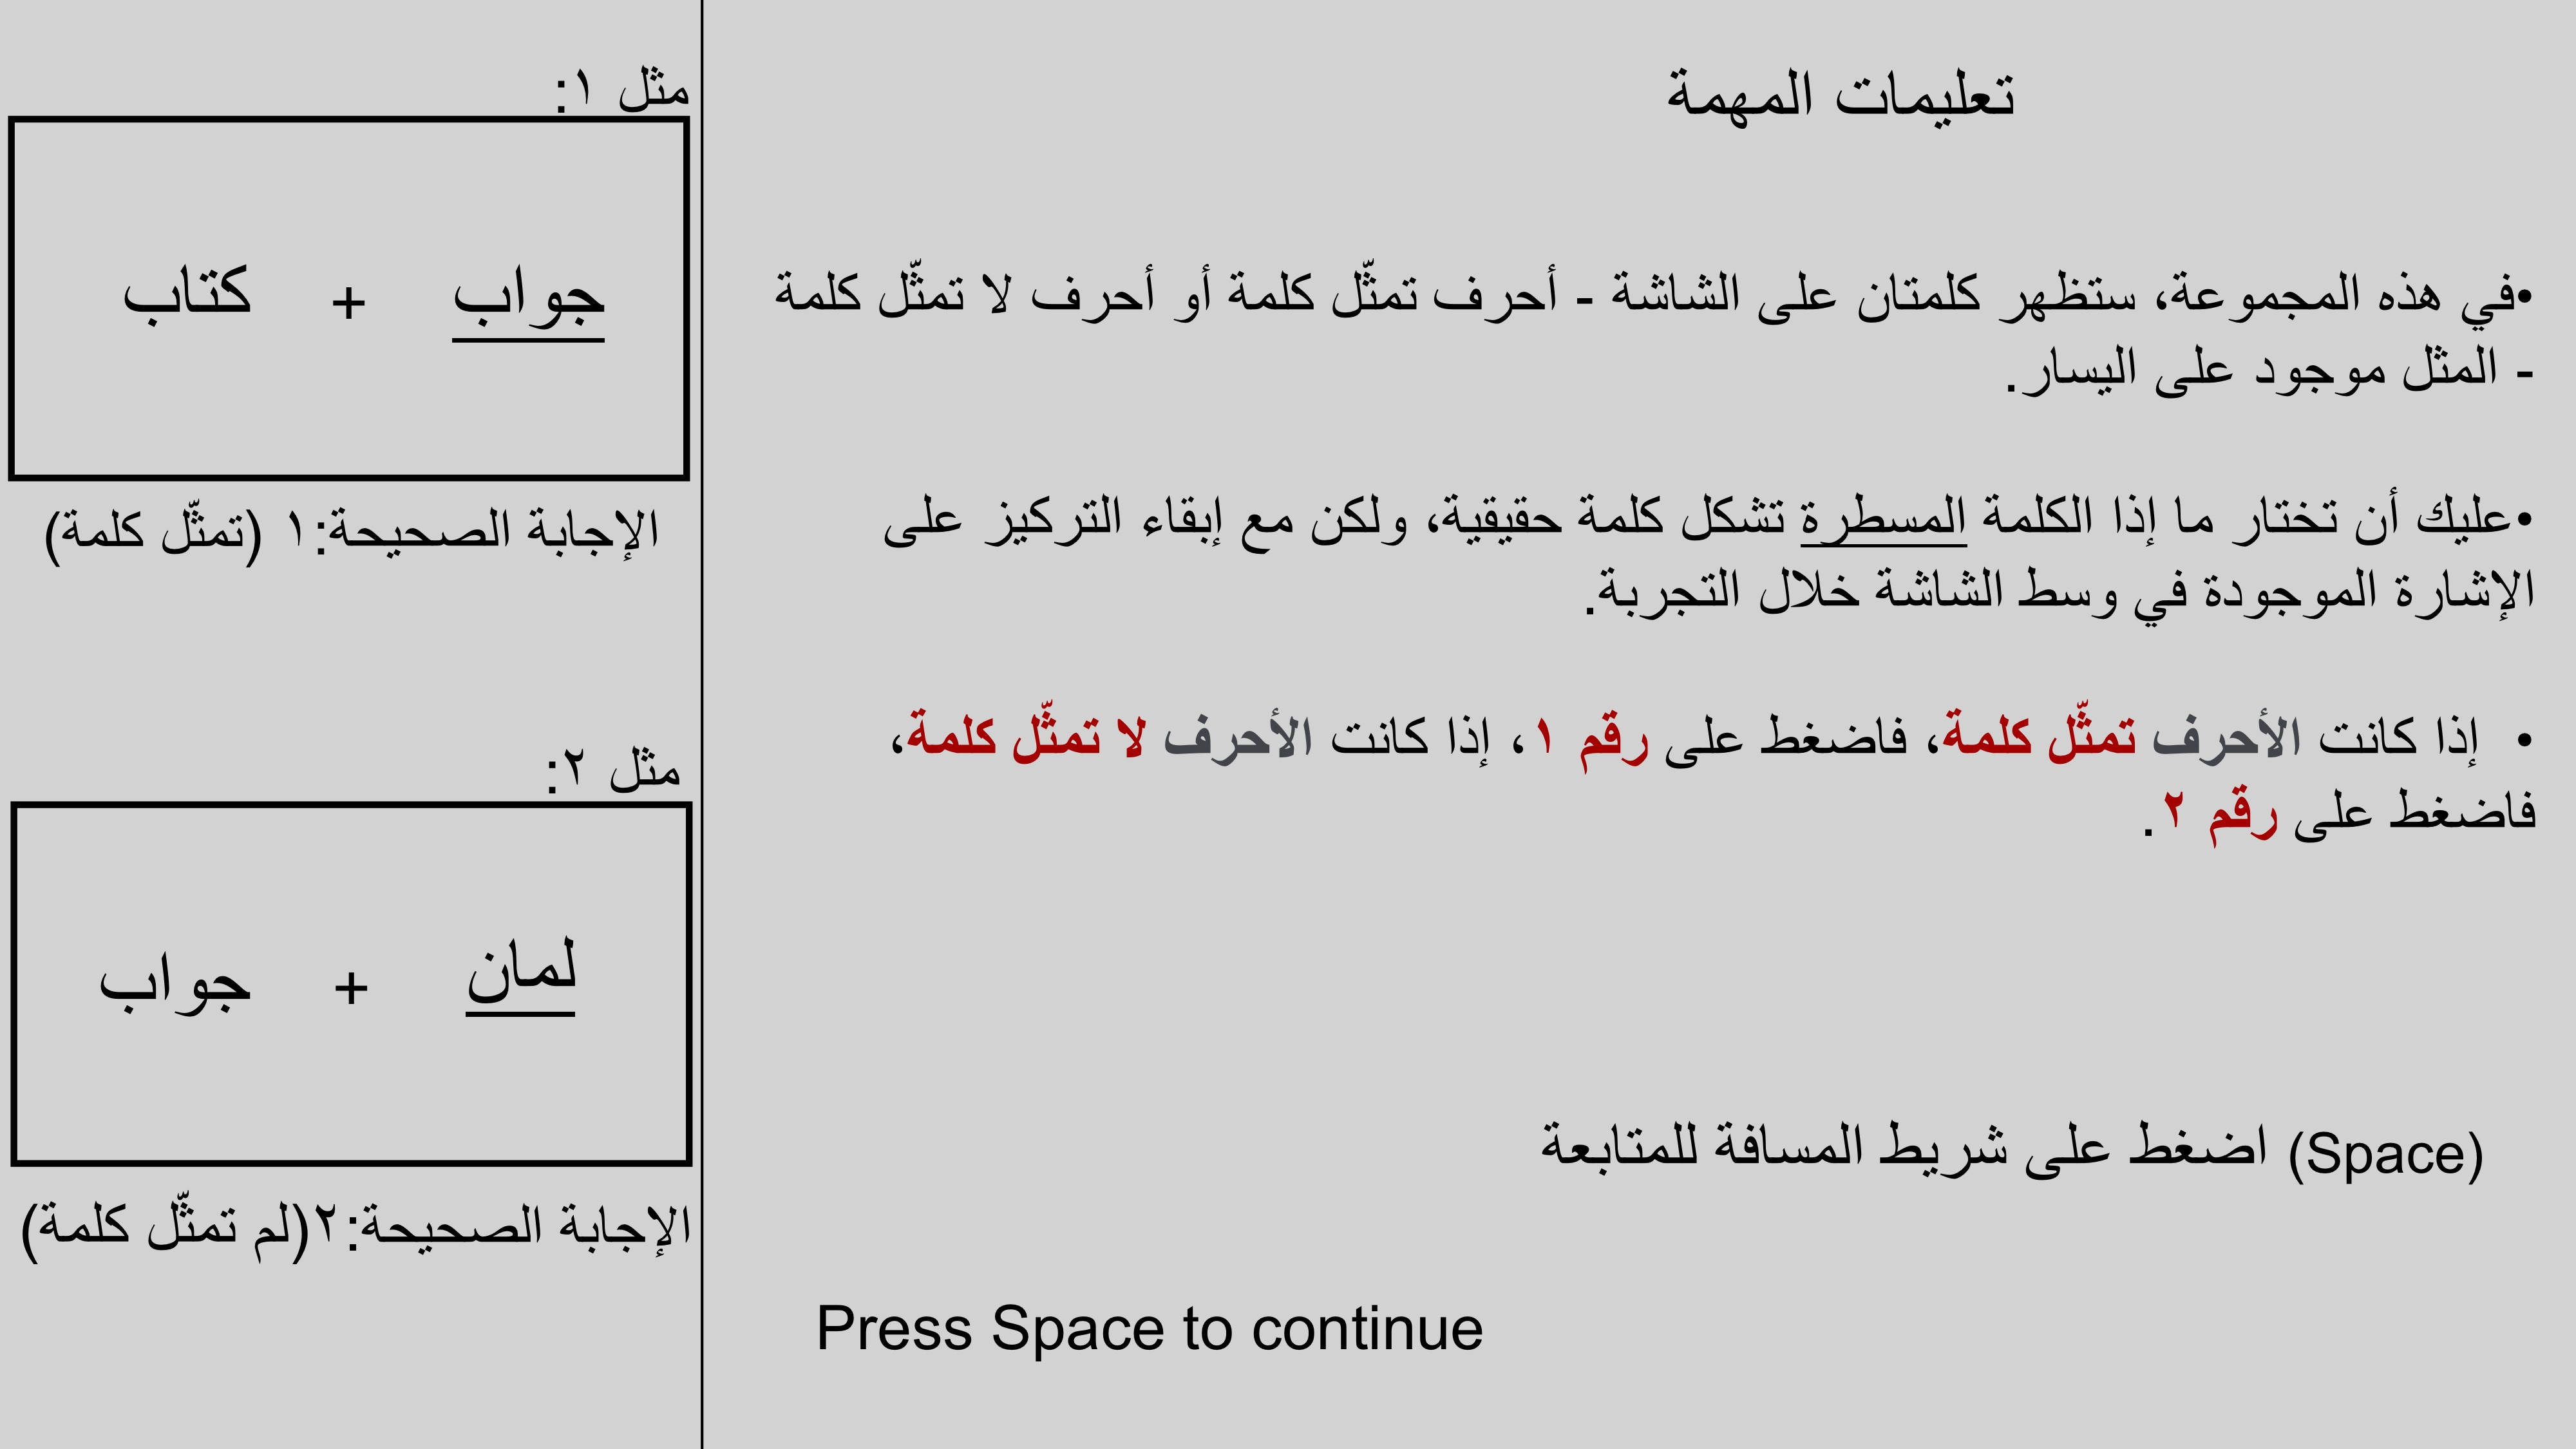 تعليمات المهمة
•في هذه المجموعة، ستظهر كلمتان على الشاشة - أحرف تمثّل كلمة أو أحرف لا تمثّل كلمة
- المثل موجود على اليسار.
•عليك أن تختار ما إذا الكلمة المسطرة تشكل كلمة حقيقية، ولكن مع إبقاء التركيز على
الإشارة الموجودة في وسط الشاشة خلال التجربة.
• إذا كانت الأحرف تمثّل كلمة، فاضغط على رقم ١، إذا كانت الأحرف لا تمثّل كلمة،
فاضغط على رقم ٢.
(Space) اضغط على شريط المسافة للمتابعة
Press Space to continue
مثل ١:
جواب + كتاب
الإجابة الصحيحة:١ (تمثّل كلمة)
مثل ٢:
لمان + جواب
الإجابة الصحيحة:٢(لم تمثّل كلمة)